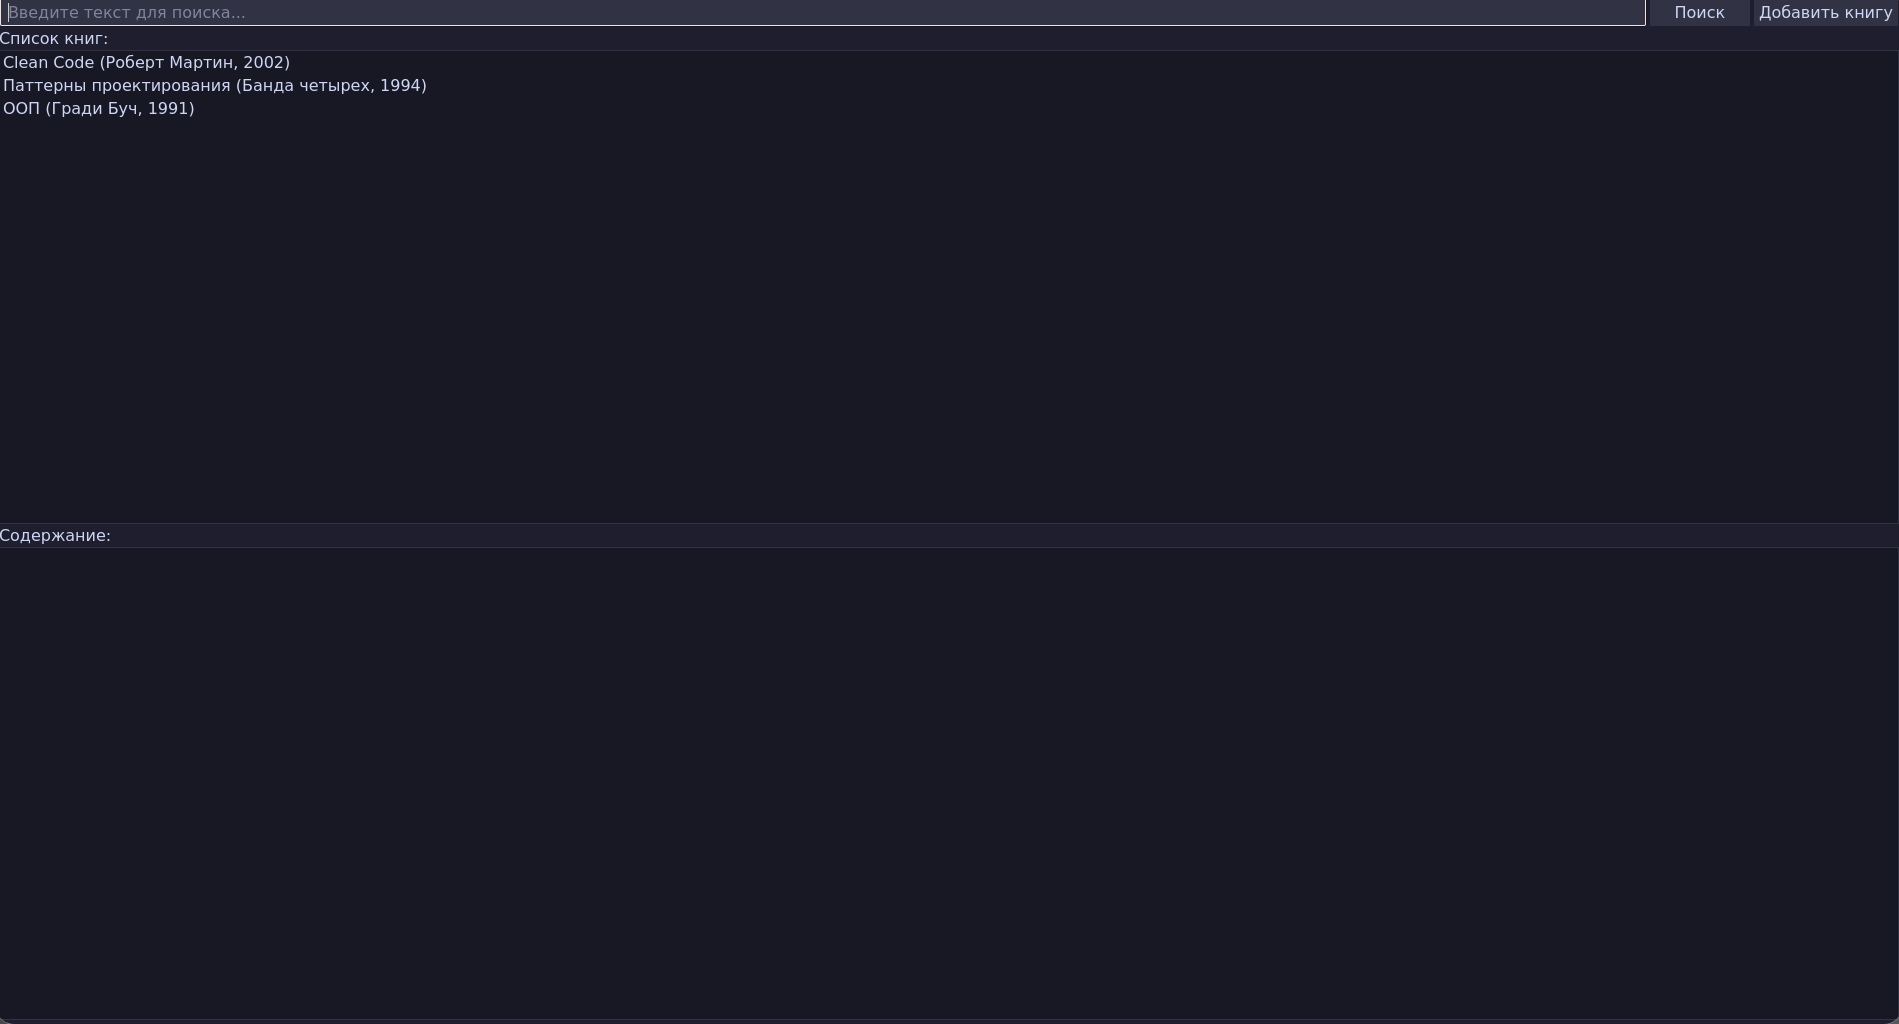 Введите текст для поиска...
Поиск
Добавить книгу
Список книг:
Clean Code (Роберт Мартин, 2002)
Паттерны проектирования (Банда четырех, 1994)
ООП (Гради Буч, 1991)
Содержание: